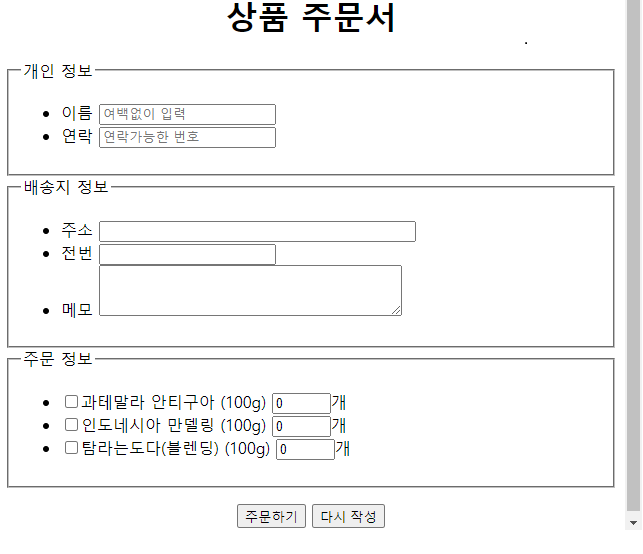 상품 주문서
개인 정보
이름 여백없이 입력
연락 연락가능한 번호
배송지 정보
주소
전번
메모
주문 정보
과테말라 안티구아 (100g) 0개
인도네시아 만델링 (100g) 0개
탐라는도다(블렌딩) (100g) 0개
주문하기 다시 작성